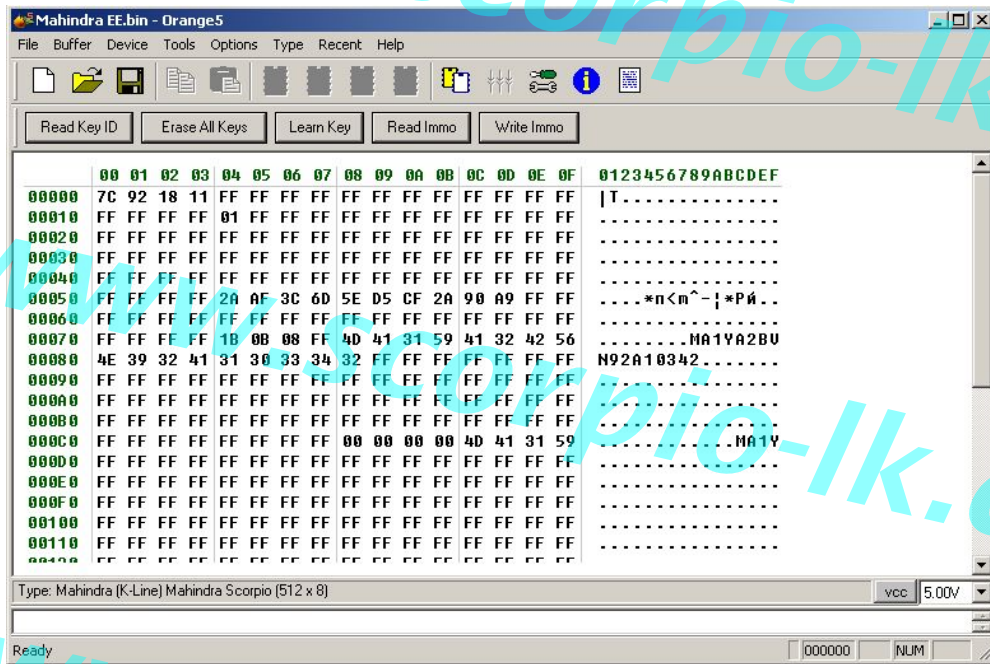 Mahindra EE.bin - Orange5
File Buffer Device Tools Options Type Recent Help
Read Key ID Erase All Keys Learn Key Read Immo Write Immo
00 01 02 03 04 05 06 07 08 09 0A 0B 0C 0D 0E 0F 0123456789ABCDEF
00000 7C 92 18 11 FF FF FF FF FF FF FF FF FF FF FF FF |Т..............
00010 FF FF FF FF 01 FF FF FF FF FF FF FF FF FF FF FF ................
00020 FF FF FF FF FF FF FF FF FF FF FF FF FF FF FF FF ................
00030 FF FF FF FF FF FF FF FF FF FF FF FF FF FF FF FF ................
00040 FF FF FF FF FF FF FF FF FF FF FF FF FF FF FF FF ................
00050 FF FF FF FF 2A AF 3C 6D 5E D5 CF 2A 90 A9 FF FF ....*п<m^-¦*Рй..
00060 FF FF FF FF FF FF FF FF FF FF FF FF FF FF FF FF ................
00070 FF FF FF FF 1B 0B 08 FF 4D 41 31 59 41 32 42 56 ........MA1YA2BV
00080 4E 39 32 41 31 30 33 34 32 FF FF FF FF FF FF FF N92A10342.......
00090 FF FF FF FF FF FF FF FF FF FF FF FF FF FF FF FF ................
000A0 FF FF FF FF FF FF FF FF FF FF FF FF FF FF FF FF ................
000B0 FF FF FF FF FF FF FF FF FF FF FF FF FF FF FF FF ................
000C0 FF FF FF FF FF FF FF FF 00 00 00 00 4D 41 31 59 ............MA1Y
000D0 FF FF FF FF FF FF FF FF FF FF FF FF FF FF FF FF ................
000E0 FF FF FF FF FF FF FF FF FF FF FF FF FF FF FF FF ................
000F0 FF FF FF FF FF FF FF FF FF FF FF FF FF FF FF FF ................
00100 FF FF FF FF FF FF FF FF FF FF FF FF FF FF FF FF ................
00110 FF FF FF FF FF FF FF FF FF FF FF FF FF FF FF FF ................
Type: Mahindra (K-Line) Mahindra Scorpio (512 x 8) vcc 5.00V
Ready 000000 NUM
www.scorpio-lk.c
scorpio-lk